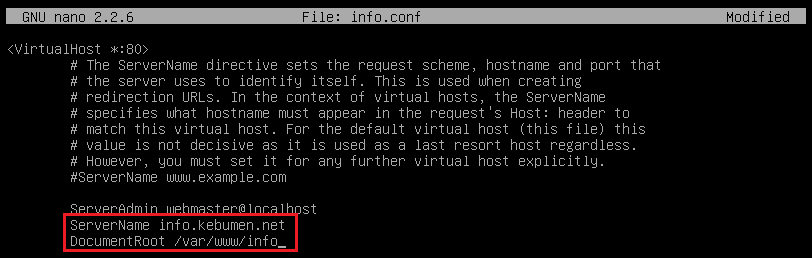 GNU nano 2.2.6 File: info.conf Modified
<VirtualHost *:80>
# The ServerName directive sets the request scheme, hostname and port that
# the server uses to identify itself. This is used when creating
# redirection URLs. In the context of virtual hosts, the ServerName
# specifies what hostname must appear in the request's Host: header to
# match this virtual host. For the default virtual host (this file) this
# value is not decisive as it is used as a last resort host regardless.
# However, you must set it for any further virtual host explicitly.
#ServerName www.example.com
ServerAdmin webmaster@localhost
ServerName info.kebumen.net
DocumentRoot /var/www/info_